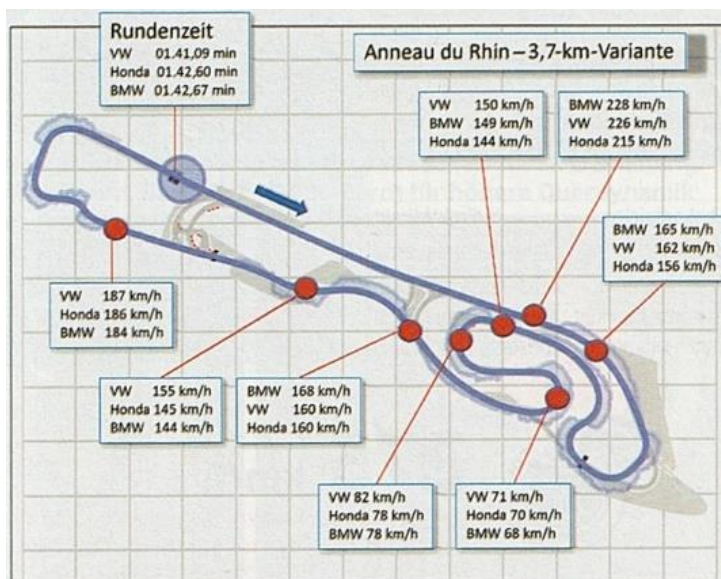 Rundenzeit
VW 01.41,09 min
Honda 01.42,60 min
BMW 01.42,67 min
Anneau du Rhin – 3,7-km-Variante
VW 150 km/h
BMW 149 km/h
Honda 144 km/h
BMW 228 km/h
VW 226 km/h
Honda 215 km/h
BMW 165 km/h
VW 162 km/h
Honda 156 km/h
VW 187 km/h
Honda 186 km/h
BMW 184 km/h
VW 155 km/h
Honda 145 km/h
BMW 144 km/h
BMW 168 km/h
VW 160 km/h
Honda 160 km/h
VW 82 km/h
Honda 78 km/h
BMW 78 km/h
VW 71 km/h
Honda 70 km/h
BMW 68 km/h